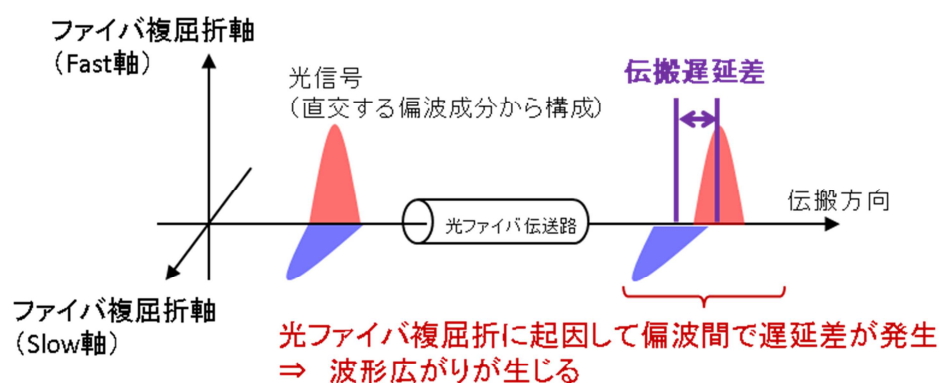 ファイバ複屈折軸
（Fast軸）
光信号
（直交する偏波成分から構成）
伝搬遅延差
伝搬方向
光ファイバ伝送路
ファイバ複屈折軸
（Slow軸）
光ファイバ複屈折に起因して偏波間で遅延差が発生
⇒ 波形広がりが生じる